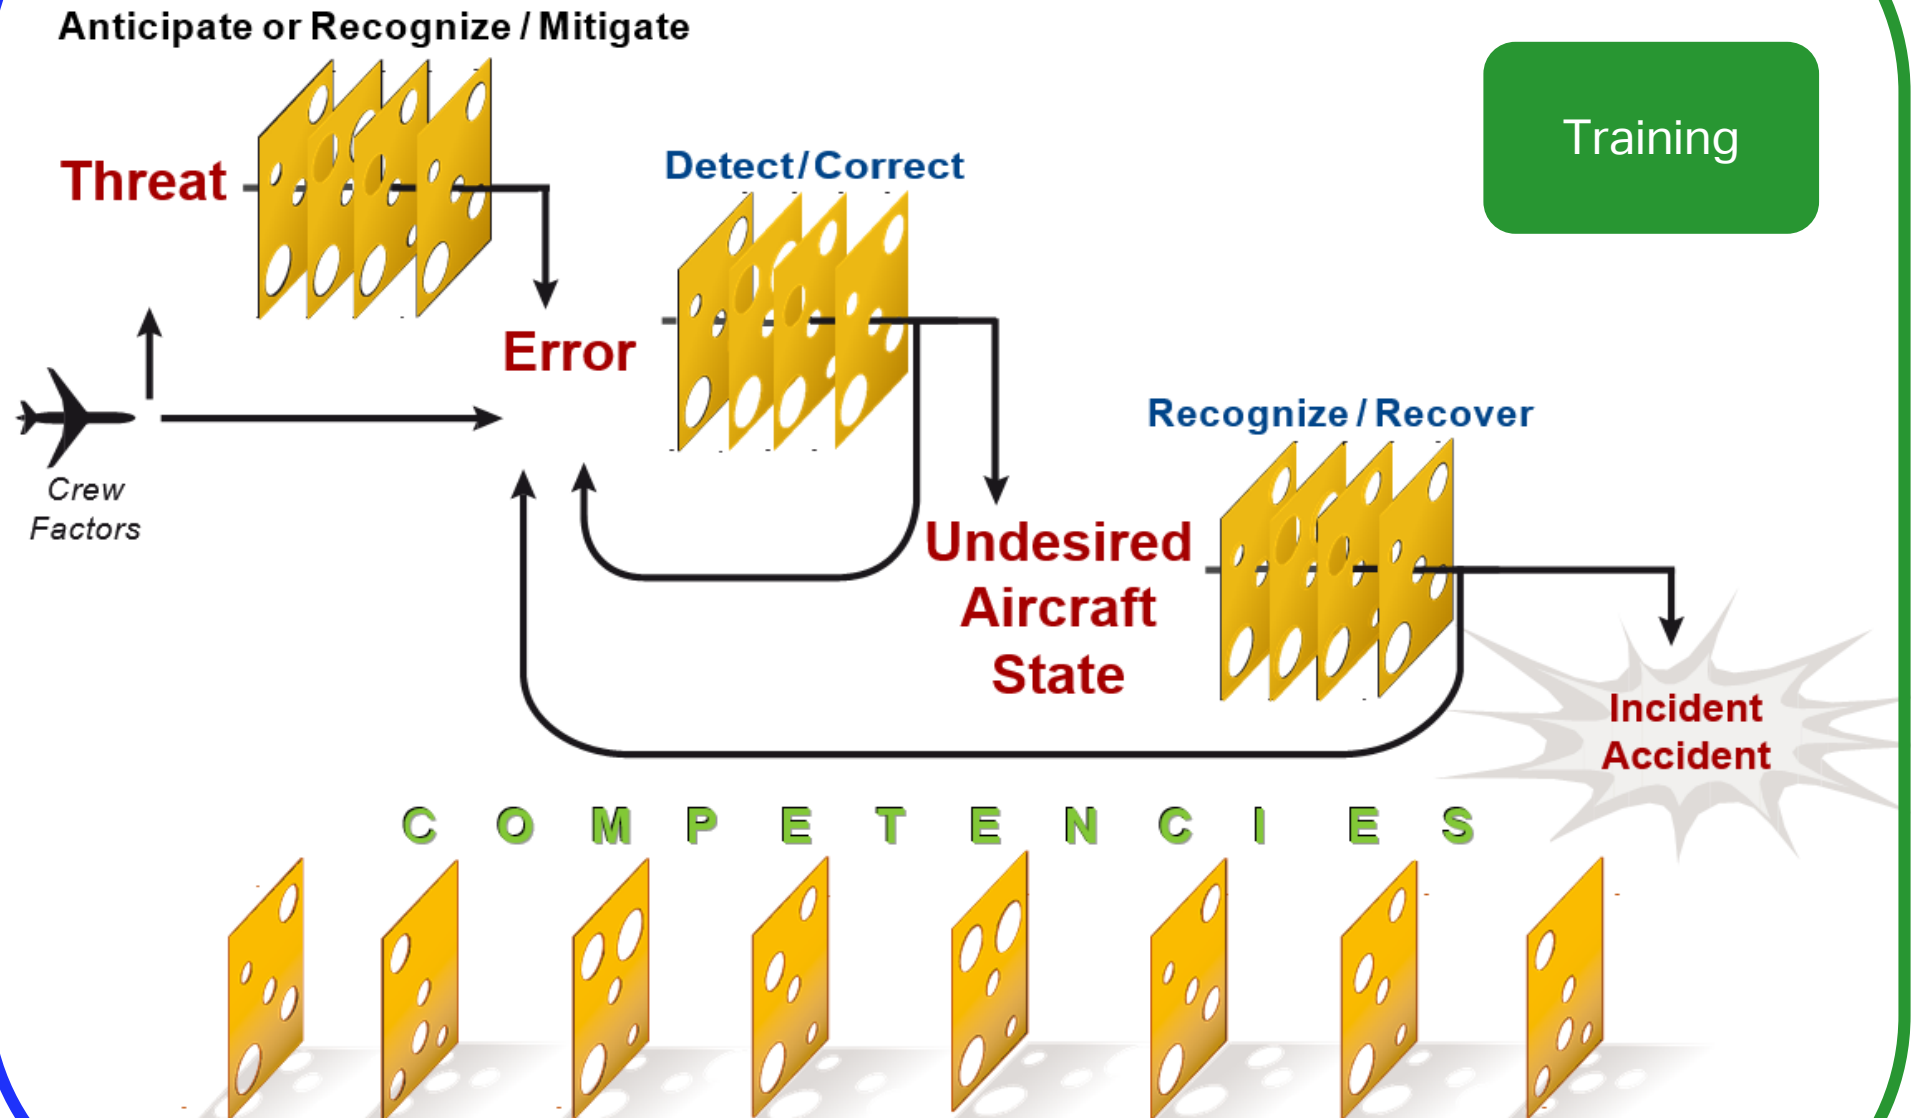 Anticipate or Recognize / Mitigate
Training
Threat
Detect/Correct
Error
Recognize / Recover
Crew
Factors
Undesired
Aircraft
State
Incident
Accident
C O M P E T E N C I E S